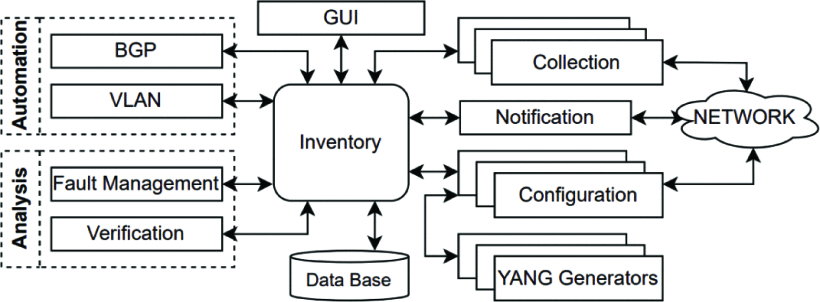 GUI
Automation
BGP
VLAN
Collection
Notification
NETWORK
Inventory
Analysis
Fault Management
Verification
Configuration
Data Base
YANG Generators